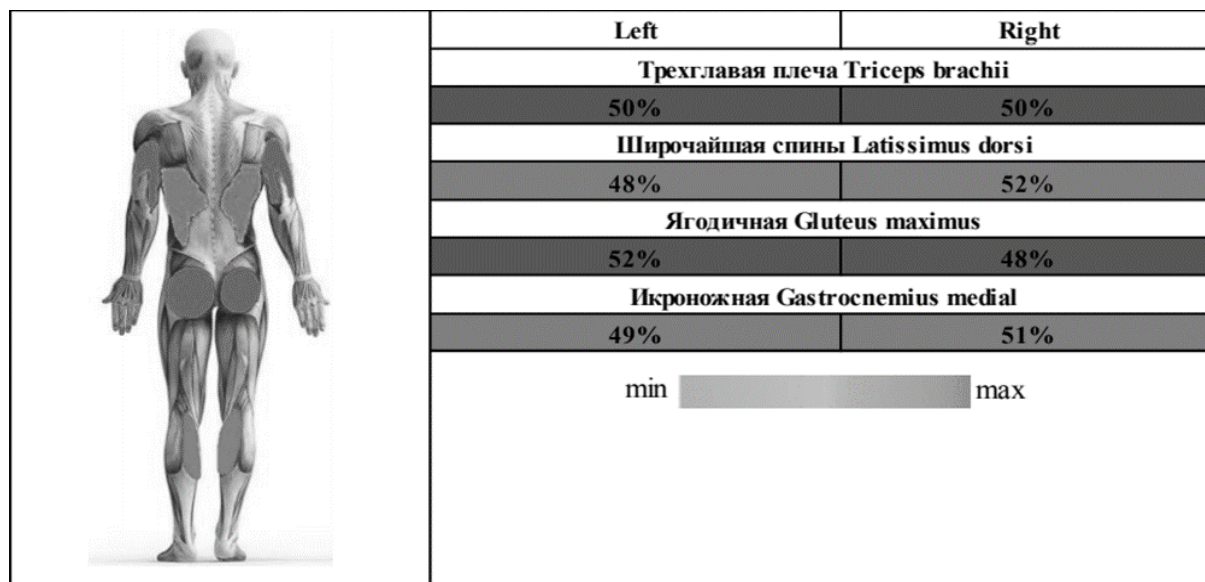 Left Right
Трехглавая плеча Triceps brachii
50% 50%
Широчайшая спины Latissimus dorsi
48% 52%
Ягодичная Gluteus maximus
52% 48%
Икроножная Gastrocnemius medial
49% 51%
min max